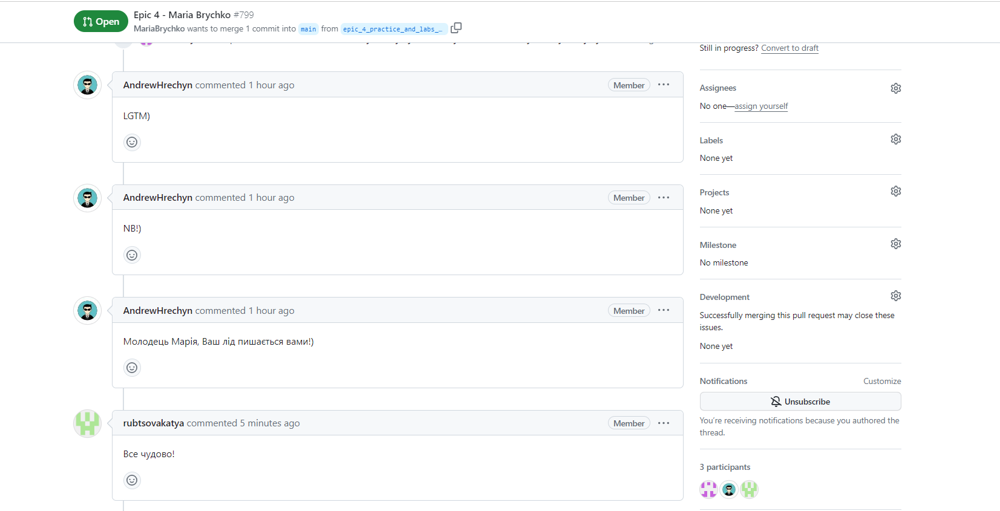 Open
Epic 4 - Maria Brychko #799
MariaBrychko wants to merge 1 commit into main from epic_4_practice_and_labs_…
AndrewHrechyn commented 1 hour ago
Member
LGTM)
AndrewHrechyn commented 1 hour ago
Member
NB!)
AndrewHrechyn commented 1 hour ago
Member
Молодець Марія, Ваш лід пишається вами!)
rubtsovakatya commented 5 minutes ago
Member
Все чудово!
Still in progress? Convert to draft
Assignees
No one—assign yourself
Labels
None yet
Projects
None yet
Milestone
No milestone
Development
Successfully merging this pull request may close these
issues.
None yet
Notifications
Customize
Unsubscribe
You’re receiving notifications because you authored the
thread.
3 participants